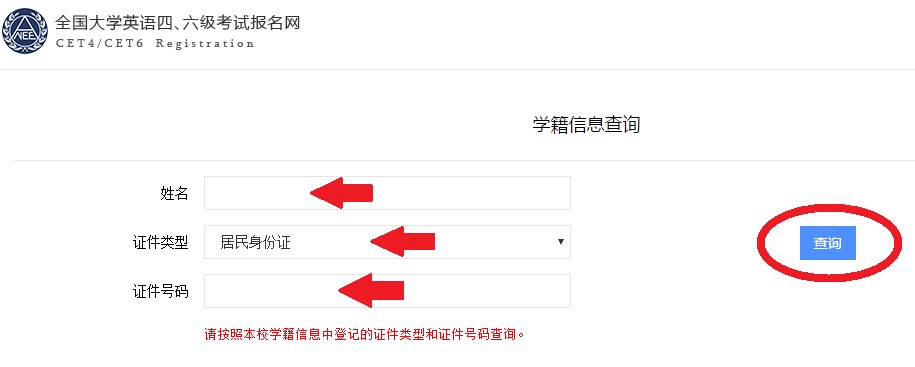 NEEA
全国大学英语四、六级考试报名网
CET4/CET6 Registration
学籍信息查询
姓名
证件类型
居民身份证
查询
证件号码
请按照本校学籍信息中登记的证件类型和证件号码查询。